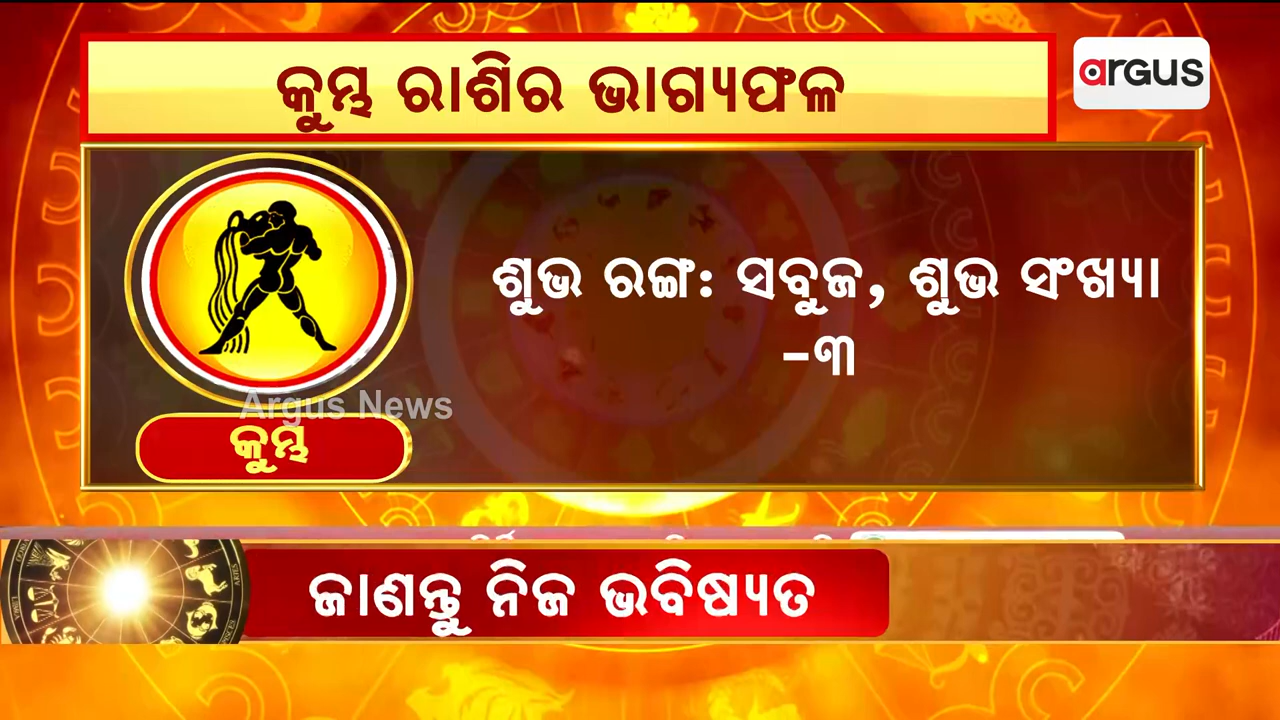 କୁମ୍ଭ ରାଶିର ଭାଗ୍ୟଫଳ
argus
ଶୁଭ ରଙ୍ଗ: ସବୁଜ, ଶୁଭ ସଂଖ୍ୟା
-୩
Argus News
କୁମ୍ଭ
ଜାଣନ୍ତୁ ନିଜ ଭବିଷ୍ୟତ